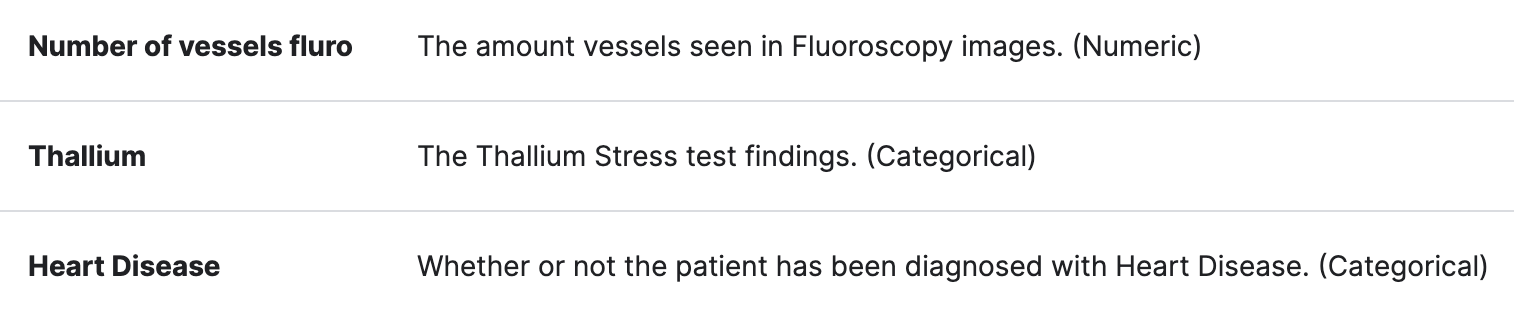 Number of vessels fluro The amount vessels seen in Fluoroscopy images. (Numeric)
Thallium The Thallium Stress test findings. (Categorical)
Heart Disease Whether or not the patient has been diagnosed with Heart Disease. (Categorical)